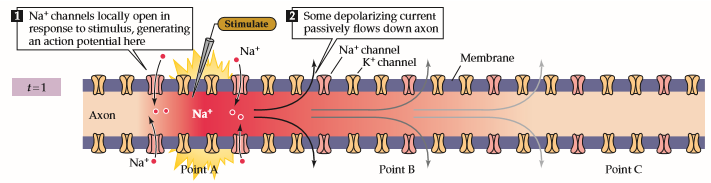 1 Na+ channels locally open in
response to stimulus, generating
an action potential here
Stimulate
2 Some depolarizing current
passively flows down axon
Na+
Na+ channel
K+ channel
Membrane
t=1
Axon
Na+
Na+
Point A
Point B
Point C